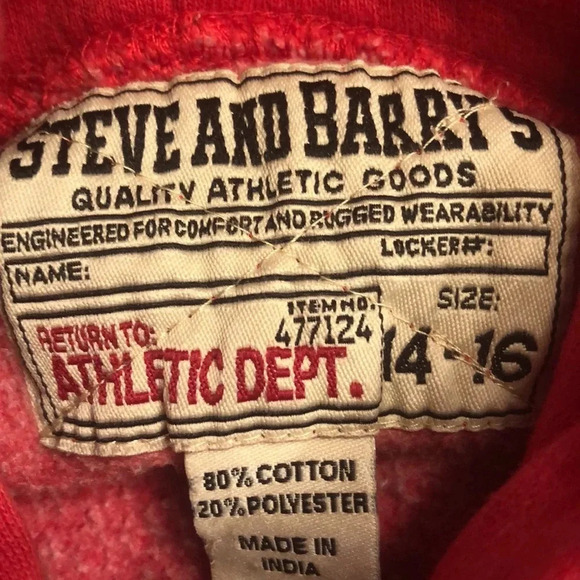 STEVE AND BARRY'S
QUALITY ATHLETIC GOODS
ENGINEERED FOR COMFORT AND RUGGED WEARABILITY
NAME: LOCKER#:
ITEM NO. SIZE:
RETURN TO: 477124
ATHLETIC DEPT. 14-16
80% COTTON
20% POLYESTER
MADE IN
INDIA